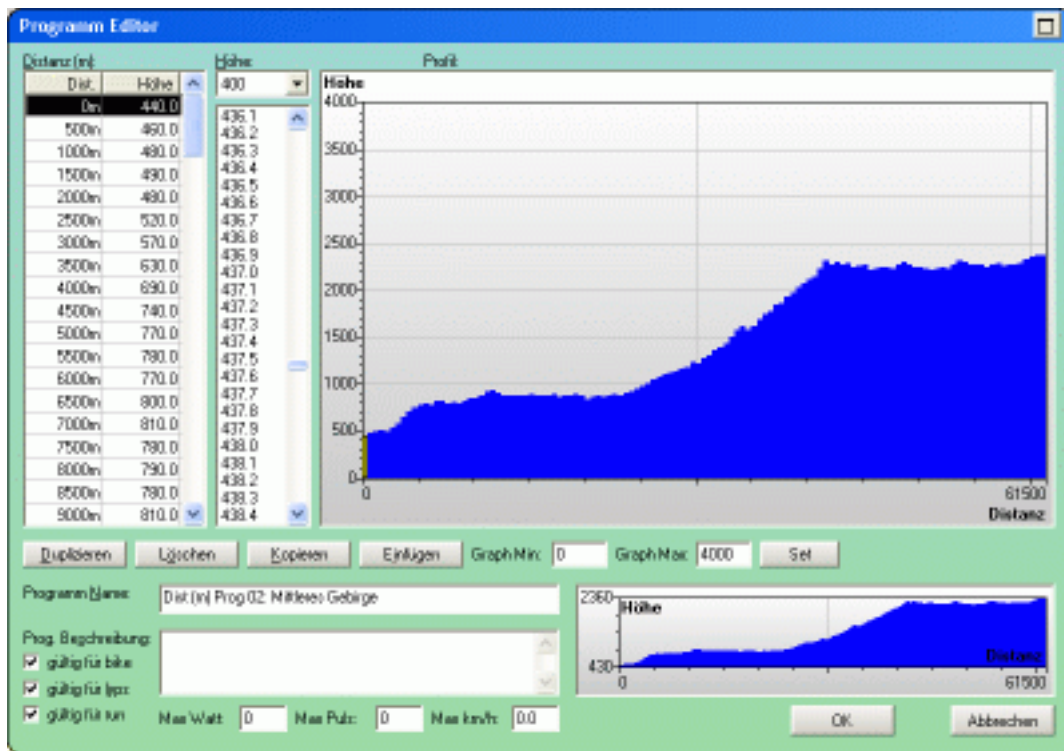 Programm Editor
Distanz (m):
Höhe:
Profil:
Dist. Höhe
0m 440.0
500m 460.0
1000m 480.0
1500m 490.0
2000m 480.0
2500m 520.0
3000m 570.0
3500m 630.0
4000m 690.0
4500m 740.0
5000m 770.0
5500m 780.0
6000m 770.0
6500m 800.0
7000m 810.0
7500m 780.0
8000m 790.0
8500m 780.0
9000m 810.0
400
436.1
436.2
436.3
436.4
436.5
436.6
436.7
436.8
436.9
437.0
437.1
437.2
437.3
437.4
437.5
437.6
437.7
437.8
437.9
438.0
438.1
438.2
438.3
438.4
Höhe
4000
3500
3000
2500
2000
1500
1000
500
0
0 61500
Distanz
Duplizieren Löschen Kopieren Einfügen Graph Min: 0 Graph Max: 4000 Set
Programm Name: Dist (m) Prog 02: Mittleres Gebirge
Prog. Begchreibung:
gültig für bike
gültig für
gültig für run
Max Watt: 0 Max Puls: 0 Max km/h: 0.0
2360
Höhe
430
Distanz
0 61500
OK Abbrechen